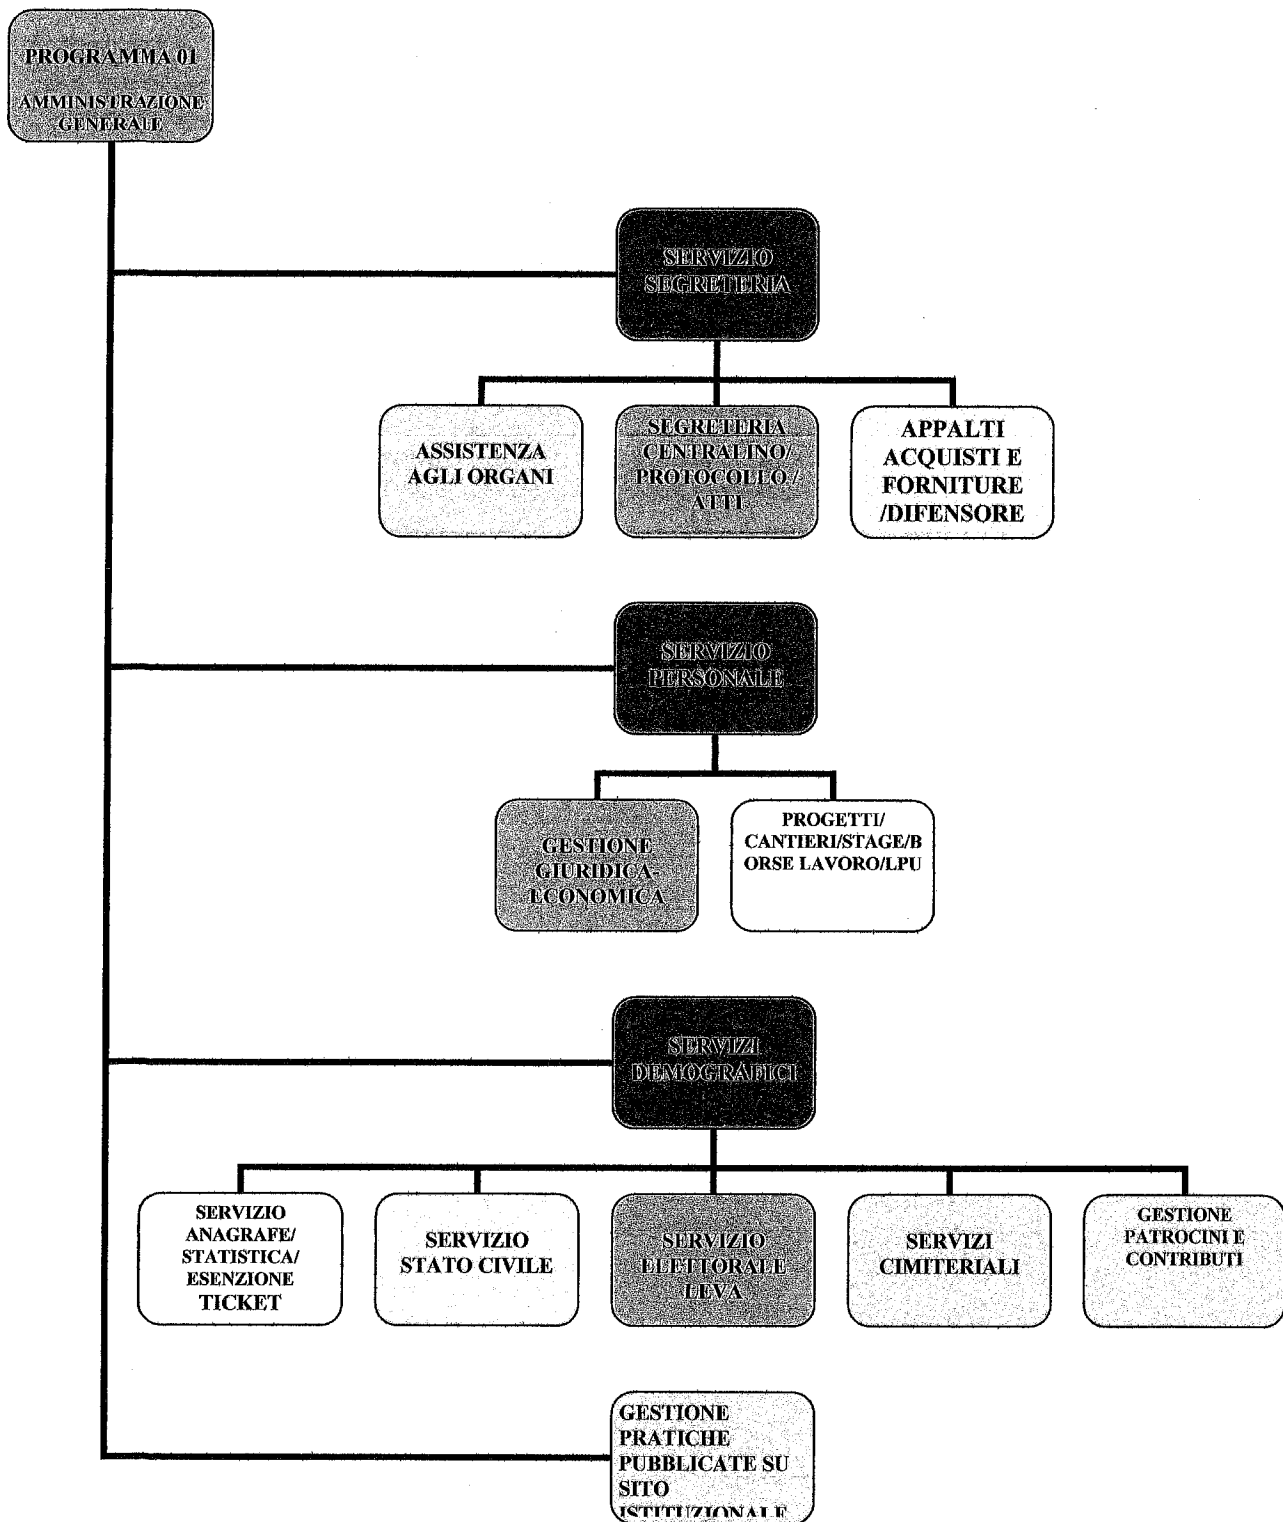 PROGRAMMA 01
AMMINISTRAZIONE
GENERALE
SERVIZIO
SEGRETERIA
ASSISTENZA
AGLI ORGANI
SEGRETERIA
CENTRALINO/
PROTOCOLLO /
ATTI
APPALTI
ACQUISTI E
FORNITURE
/DIFENSORE
SERVIZIO
PERSONALE
GESTIONE
GIURIDICA-
ECONOMICA
PROGETTI/
CANTIERI/STAGE/B
ORSE LAVORO/LPU
SERVIZI
DEMOGRAFICI
SERVIZIO
ANAGRAFE/
STATISTICA/
ESENZIONE
TICKET
SERVIZIO
STATO CIVILE
SERVIZIO
ELETTORALE
LEVA
SERVIZI
CIMITERIALI
GESTIONE
PATROCINI E
CONTRIBUTI
GESTIONE
PRATICHE
PUBBLICATE SU
SITO
ISTITUZIONALE